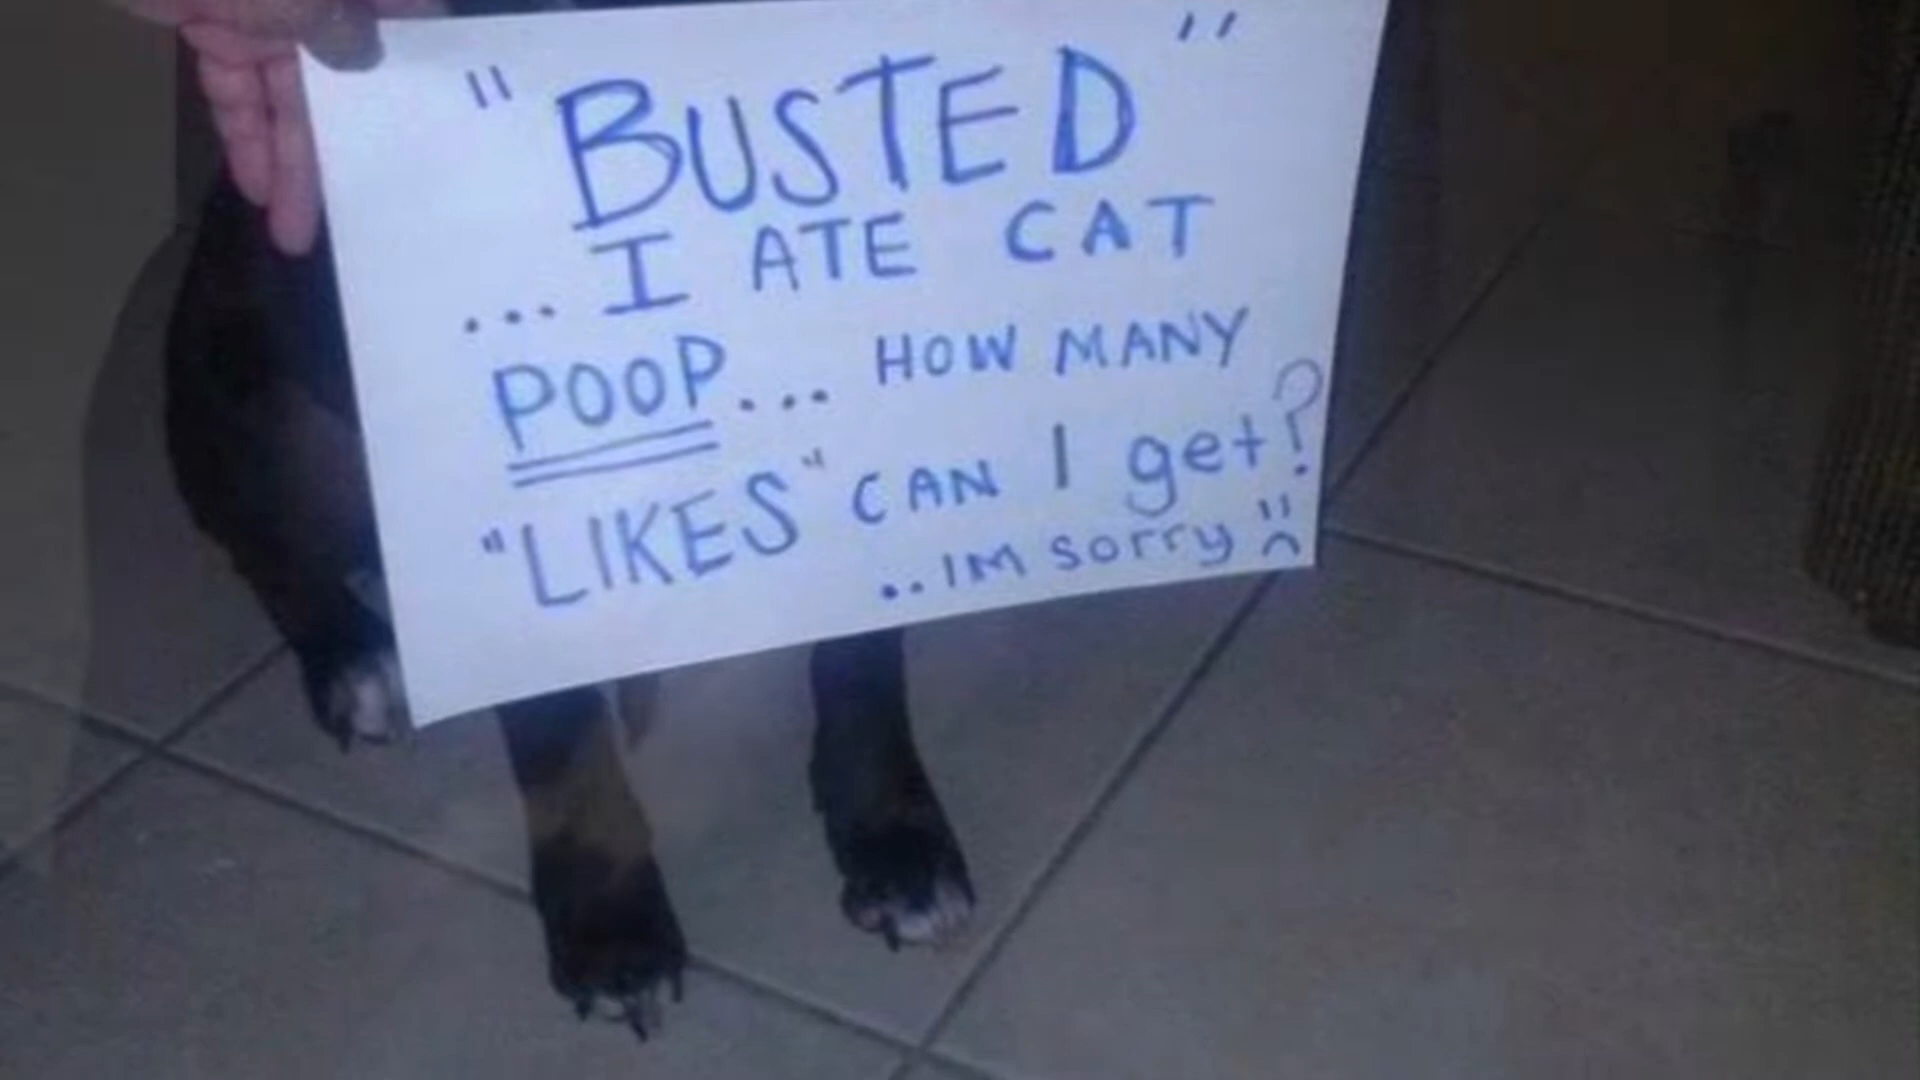 "BUSTED"
... I ATE CAT
POOP... HOW MANY
"LIKES" CAN I get?
..IM sorry :(